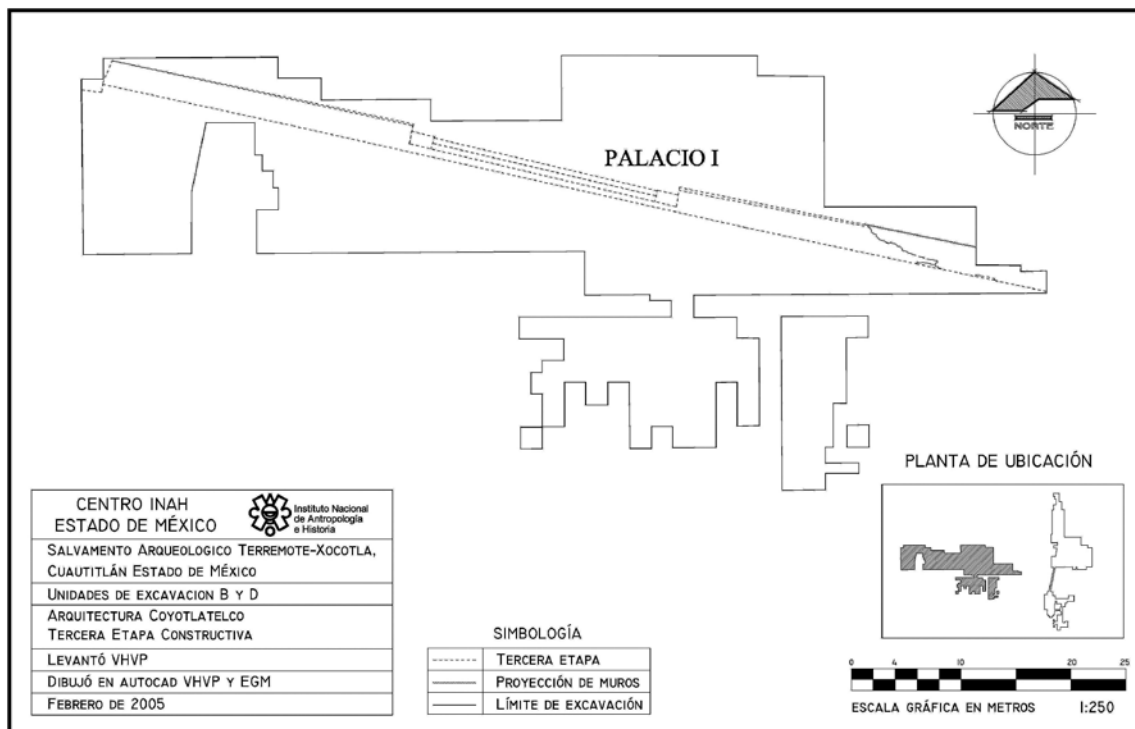 PALACIO I
NORTE
PLANTA DE UBICACIÓN
CENTRO INAH
ESTADO DE MÉXICO
Instituto Nacional
de Antropología
e Historia
SALVAMENTO ARQUEOLOGICO TERREMOTE-XOCOTLA,
CUAUTITLÁN ESTADO DE MÉXICO
UNIDADES DE EXCAVACION B Y D
ARQUITECTURA COYOTLATELCO
TERCERA ETAPA CONSTRUCTIVA
LEVANTÓ VHVP
DIBUJÓ EN AUTOCAD VHVP Y EGM
FEBRERO DE 2005
SIMBOLOGÍA
TERCERA ETAPA
PROYECCIÓN DE MUROS
LÍMITE DE EXCAVACIÓN
0 4 10 20 25
ESCALA GRÁFICA EN METROS 1:250